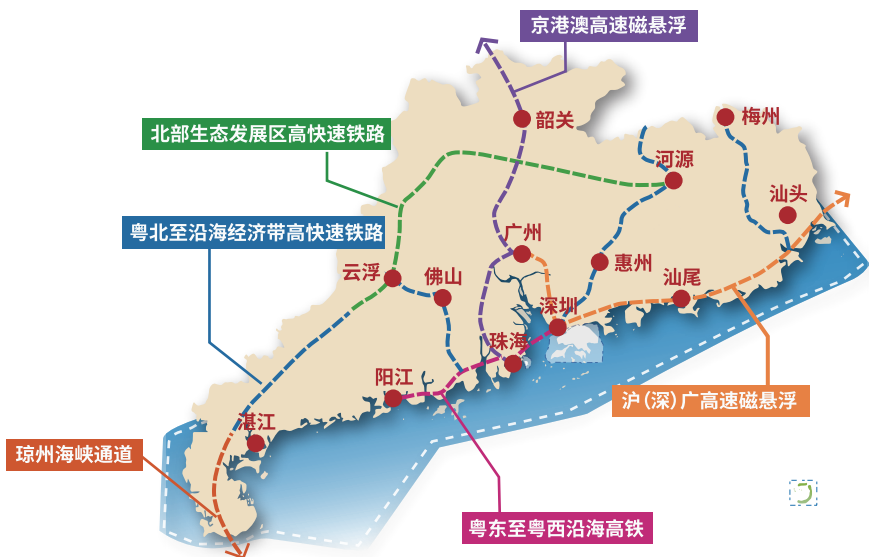 京港澳高速磁悬浮
韶关
梅州
北部生态发展区高快速铁路
河源
汕头
粤北至沿海经济带高快速铁路
广州
云浮
佛山
惠州
汕尾
深圳
珠海
阳江
沪(深)广高速磁悬浮
湛江
琼州海峡通道
粤东至粤西沿海高铁